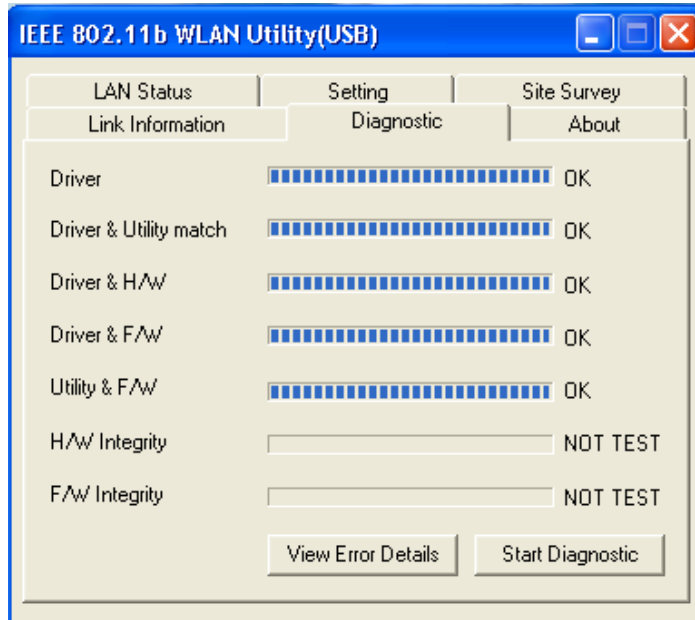 IEEE 802.11b WLAN Utility(USB)
LAN Status Setting Site Survey
Link Information Diagnostic About
Driver OK
Driver & Utility match OK
Driver & H/W OK
Driver & F/W OK
Utility & F/W OK
H/W Integrity NOT TEST
F/W Integrity NOT TEST
View Error Details Start Diagnostic